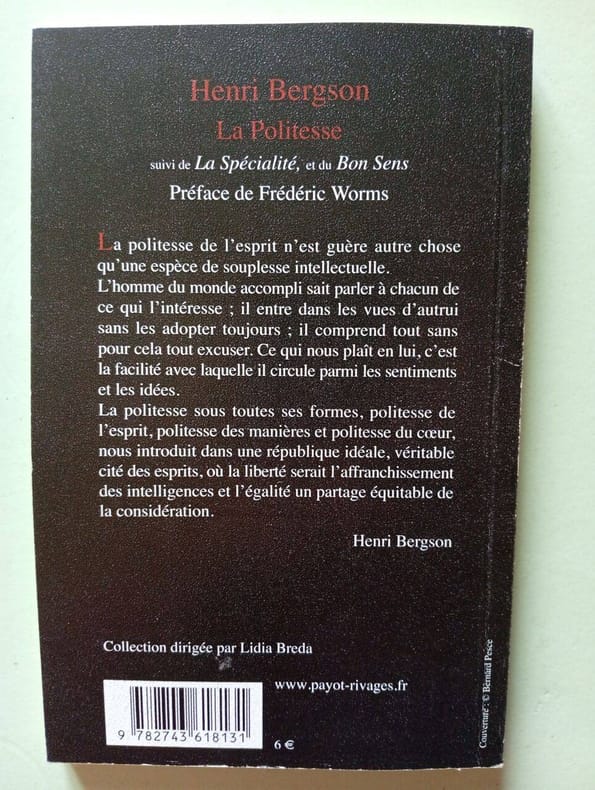 Henri Bergson
La Politesse
suivi de La Spécialité, et du Bon Sens
Préface de Frédéric Worms
La politesse de l’esprit n’est guère autre chose
qu’une espèce de souplesse intellectuelle.
L’homme du monde accompli sait parler à chacun de
ce qui l’intéresse ; il entre dans les vues d’autrui
sans les adopter toujours ; il comprend tout sans
pour cela tout excuser. Ce qui nous plaît en lui, c’est
la facilité avec laquelle il circule parmi les sentiments
et les idées.
La politesse sous toutes ses formes, politesse de
l’esprit, politesse des manières et politesse du cœur,
nous introduit dans une république idéale, véritable
cité des esprits, où la liberté serait l’affranchissement
des intelligences et l’égalité un partage équitable de
la considération.
Henri Bergson
Collection dirigée par Lidia Breda
www.payot-rivages.fr
9 782743 618131
6 €
Couverture : © Bernard Pesce